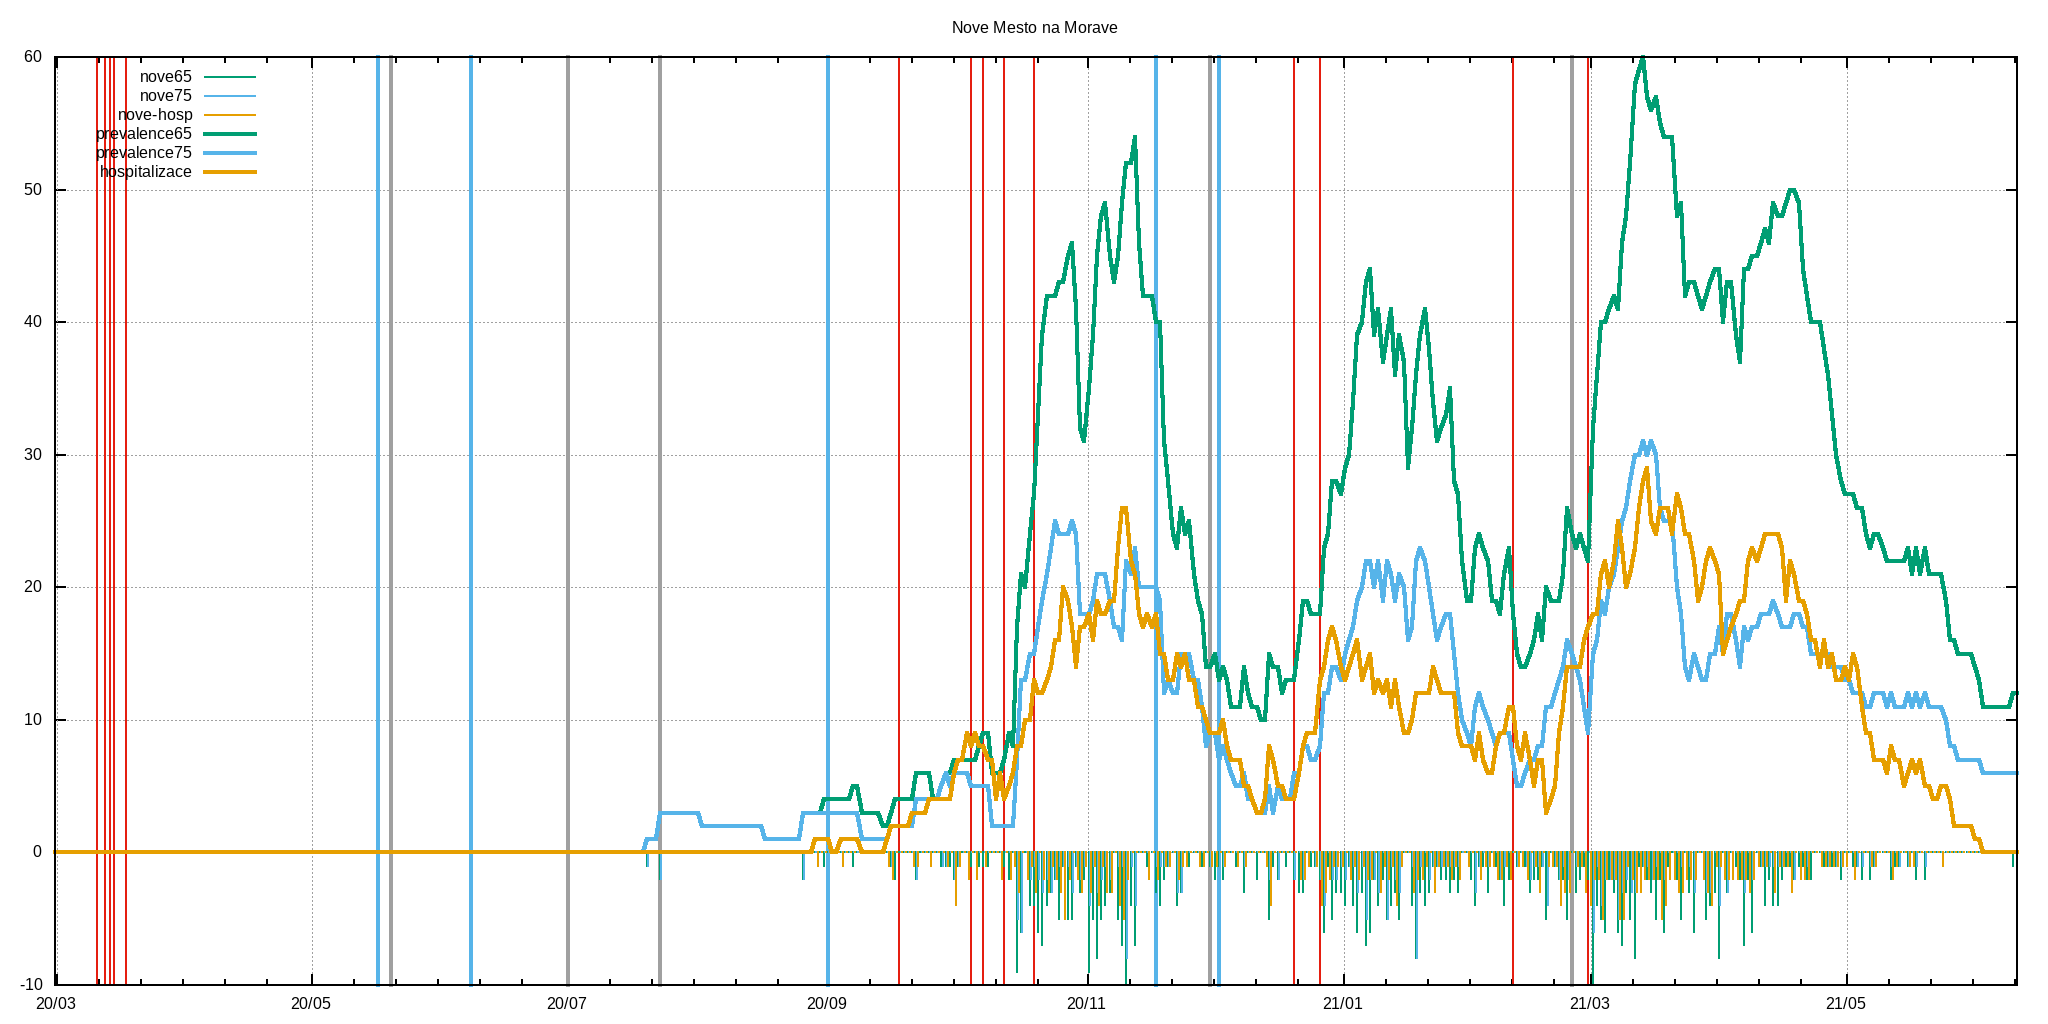 Nove Mesto na Morave
60
nove65
nove75
nove-hosp
prevalence65
prevalence75
hospitalizace
50
40
30
20
10
0
-10
20/03 20/05 20/07 20/09 20/11 21/01 21/03 21/05